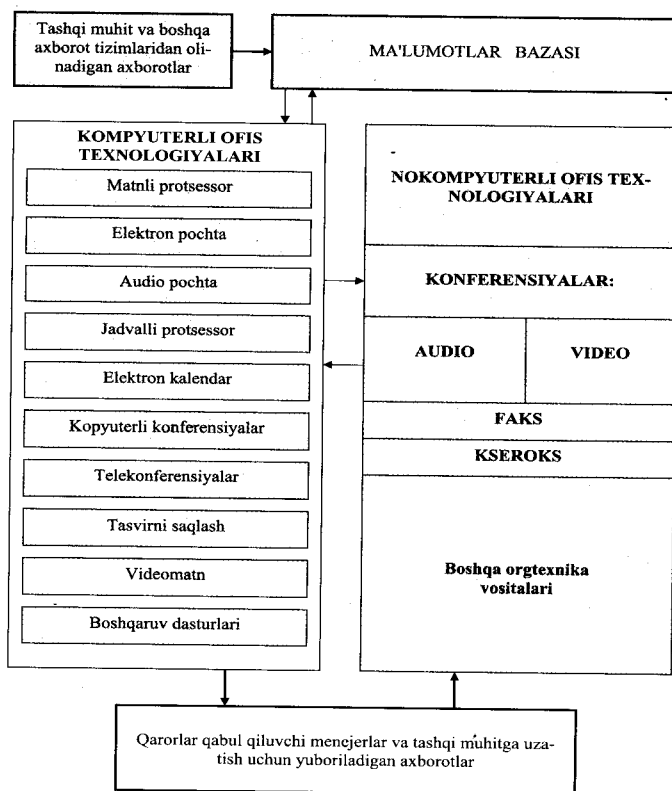 Tashqi muhit va boshqa
axborot tizimlaridan oli-
nadigan axborotlar
MA'LUMOTLAR BAZASI
KOMPYUTERLI OFIS
TEXNOLOGIYALARI
Matnli protsessor
Elektron pochta
Audio pochta
Jadvalli protsessor
Elektron kalendar
Kopyuterli konferensiyalar
Telekonferensiyalar
Tasvirni saqlash
Videomatn
Boshqaruv dasturlari
NOKOMPYUTERLI OFIS TEX-
NOLOGIYALARI
KONFERENSIYALAR:
AUDIO
VIDEO
FAKS
KSEROKS
Boshqa orgtexnika
vositalari
Qarorlar qabul qiluvchi menejerlar va tashqi muhitga uza-
tish uchun yuboriladigan axborotlar